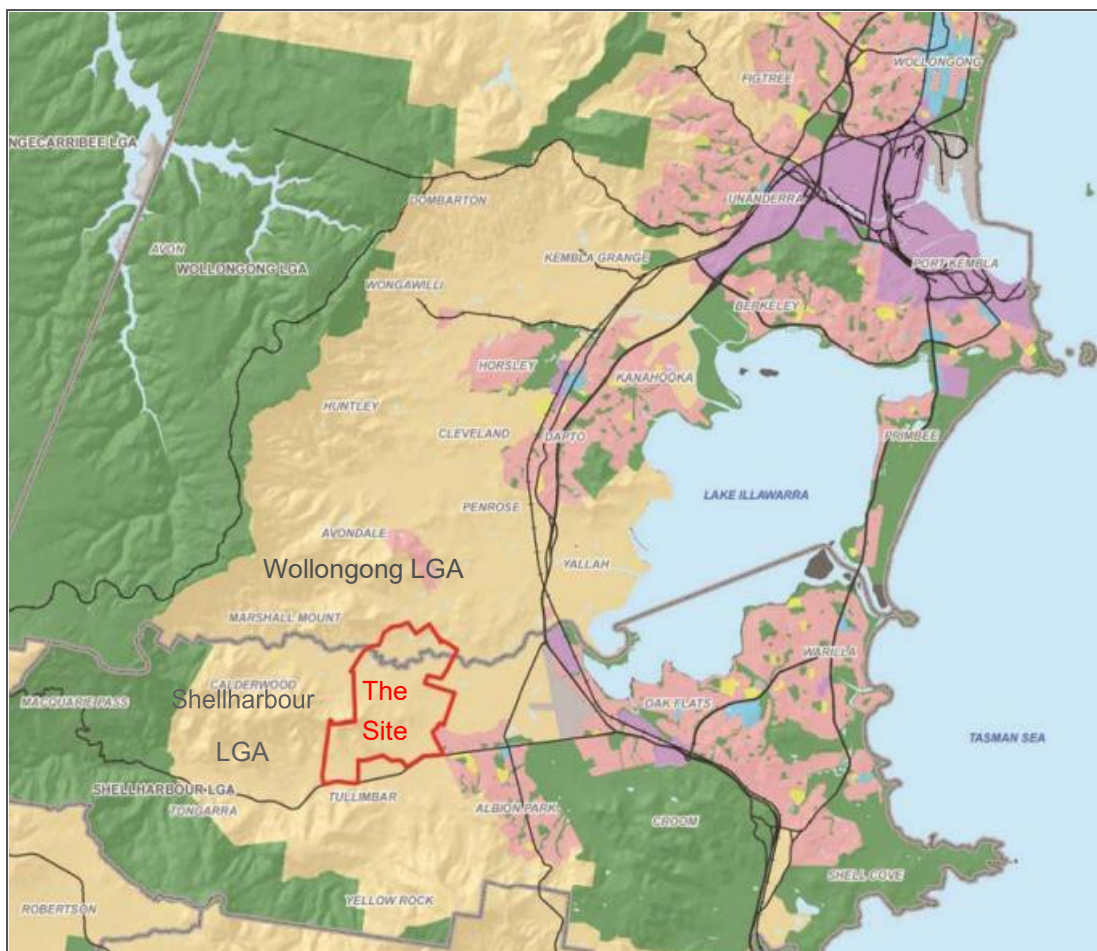 WOLLONGONG
FIGTREE
NGECARRIBEE LGA
UNANDERRA
DOMBARTON
AVON
WOLLONGONG LGA
KEMBLA GRANGE
PORT KEMBLA
WONGAWILLI
BERKELEY
HORSLEY
KANAHOOKA
HUNTLEY
CLEVELAND
DAPTO
PRIMBEE
LAKE ILLAWARRA
PENROSE
AVONDALE
YALLAH
Wollongong LGA
MARSHALL MOUNT
WARILLA
CALDERWOOD
MACQUARIE PASS
Shellharbour
LGA
The
Site
OAK FLATS
TASMAN SEA
SHELLHARBOUR LGA
TONGARRA
TULLIMBAR
ALBION PARK
CROOM
SHELL COVE
YELLOW ROCK
ROBERTSON